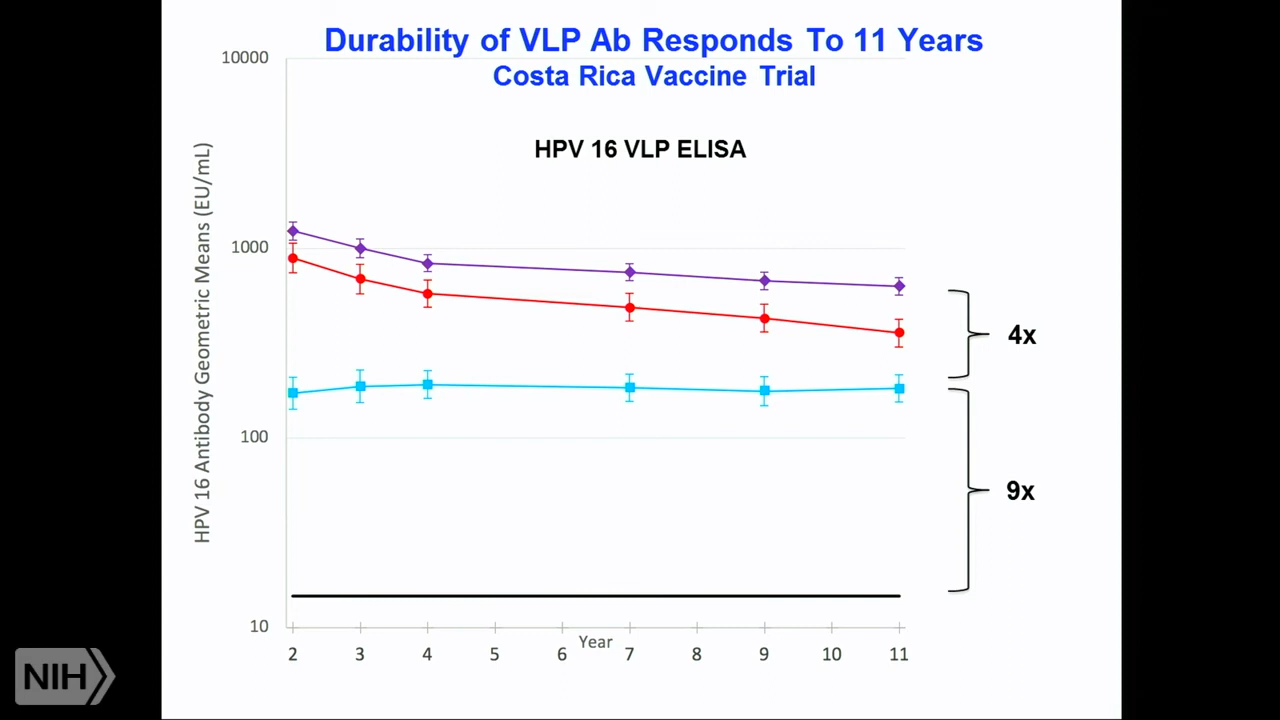 Durability of VLP Ab Responds To 11 Years
Costa Rica Vaccine Trial
HPV 16 VLP ELISA
HPV 16 Antibody Geometric Means (EU/mL)
10000
1000
100
10
4x
9x
2 3 4 5 6 7 8 9 10 11
Year
NIH